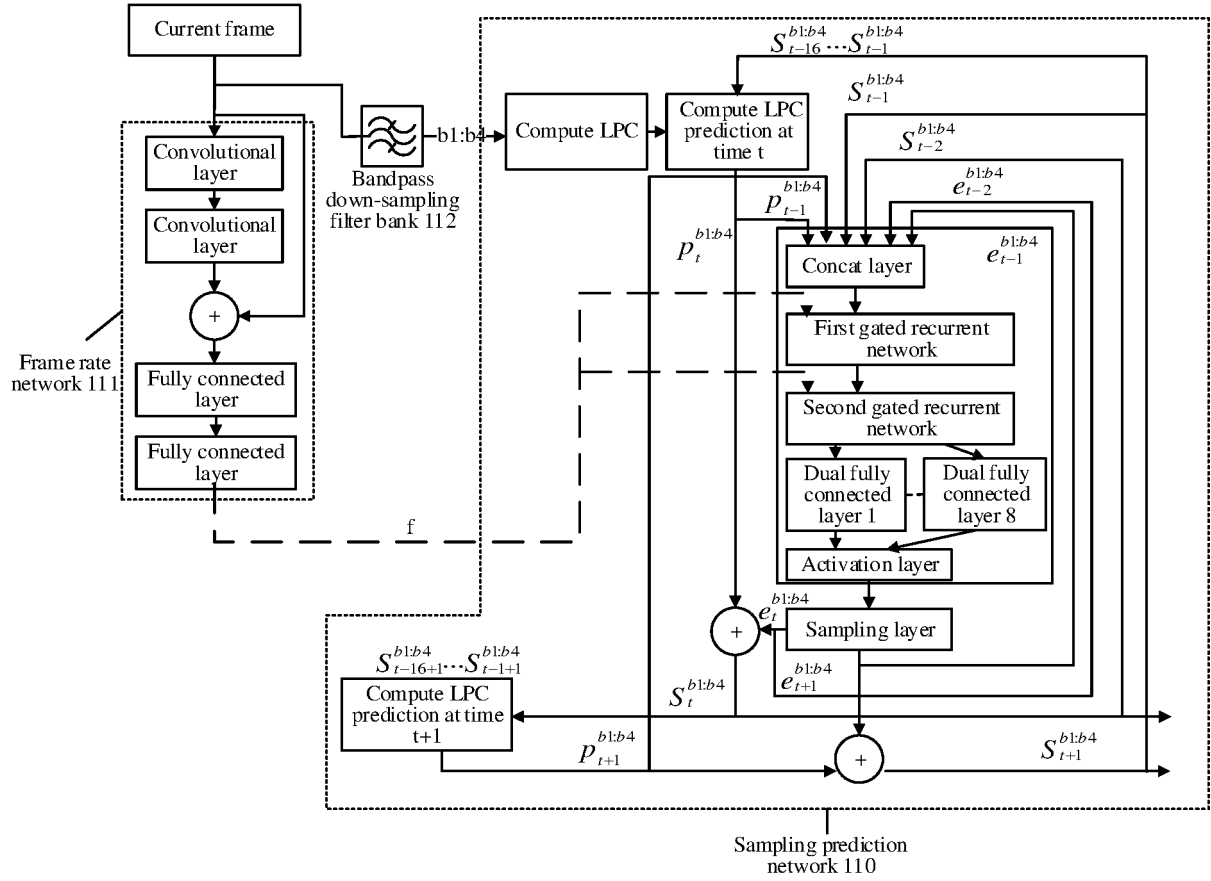 Current frame
Convolutional
layer
Convolutional
layer
+
Fully connected
layer
Fully connected
layer
Frame rate
network 111
Bandpass
down-sampling
filter bank 112
b1:b4
Compute LPC
Compute LPC
prediction at
time t
S_{t-16}^{b1:b4}...S_{t-1}^{b1:b4}
S_{t-1}^{b1:b4}
S_{t-2}^{b1:b4}
e_{t-2}^{b1:b4}
p_{t-1}^{b1:b4}
p_t^{b1:b4}
e_{t-1}^{b1:b4}
Concat layer
First gated recurrent
network
Second gated recurrent
network
Dual fully
connected
layer 1
Dual fully
connected
layer 8
Activation layer
f
e_t^{b1:b4}
+
Sampling layer
e_{t+1}^{b1:b4}
S_t^{b1:b4}
S_{t-16+1}^{b1:b4}...S_{t-1+1}^{b1:b4}
Compute LPC
prediction at time
t+1
p_{t+1}^{b1:b4}
+
S_{t+1}^{b1:b4}
Sampling prediction
network 110